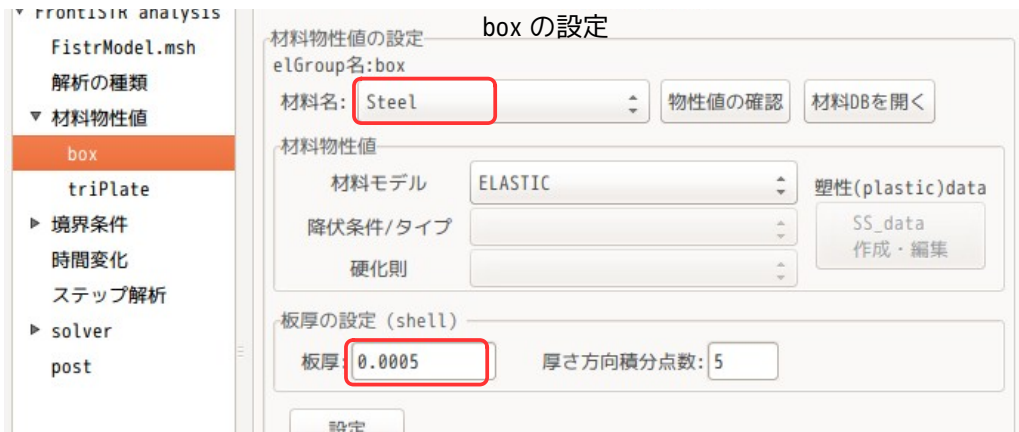 FrontISTR analysis
FistrModel.msh
解析の種類
材料物性値
box
triPlate
境界条件
時間変化
ステップ解析
solver
post
box の設定
材料物性値の設定
elGroup名:box
材料名: Steel 物性値の確認 材料DBを開く
材料物性値
材料モデル ELASTIC 塑性(plastic)data
降伏条件/タイプ SS_data
作成・編集
硬化則
板厚の設定 (shell)
板厚: 0.0005 厚さ方向積分点数: 5
設定